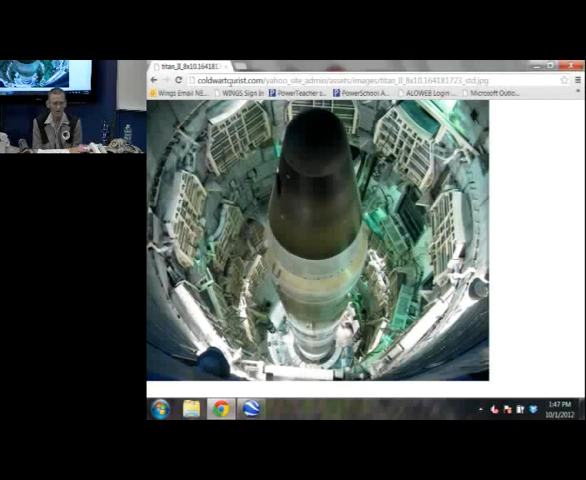 titan_II_8x10.164181
coldwartourist.com/yahoo_site_admin/assets/images/titan_II_8x10.164181723_std.jpg
Wings Email NE... WINGS Sign In PowerTeacher s... PowerSchool A... ALOWEB Login -... Microsoft Outlo...
1:47 PM
10/1/2012